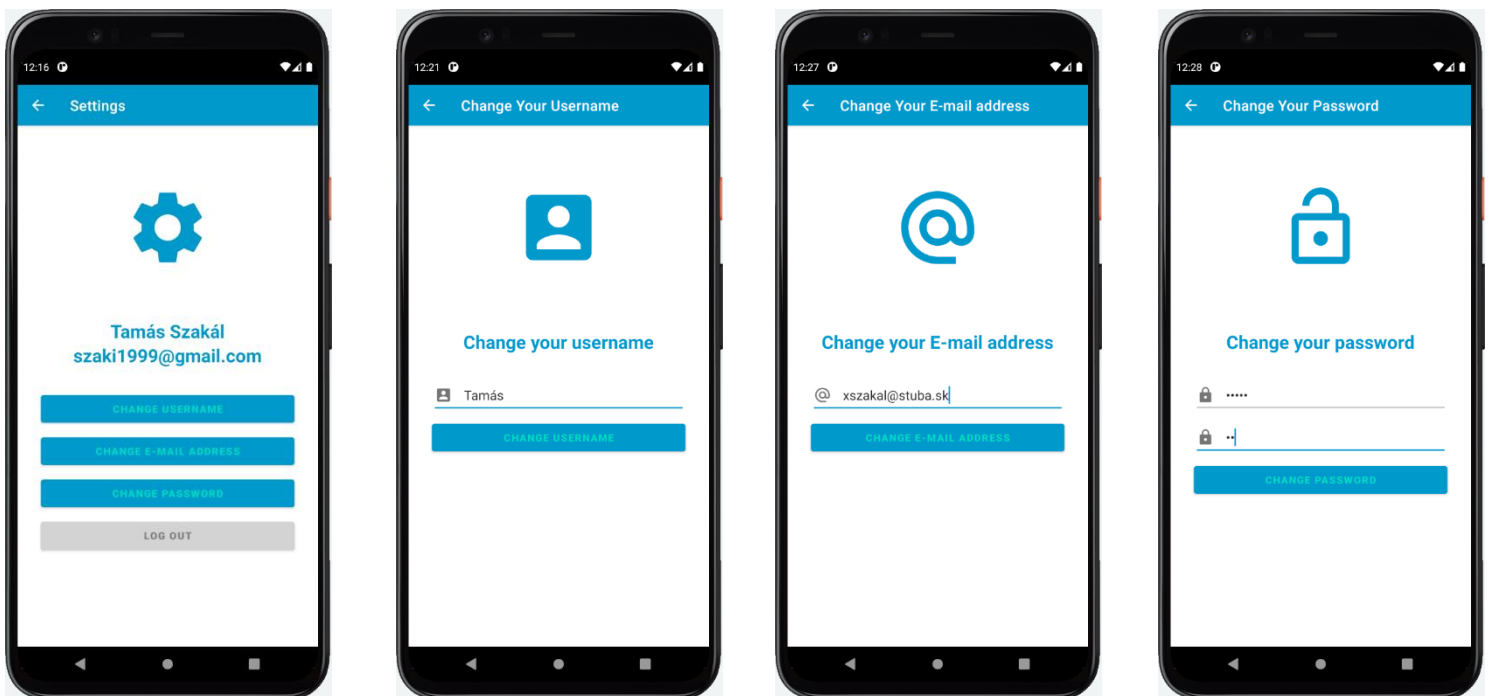 12:16
Settings
Tamás Szakál
szaki1999@gmail.com
CHANGE USERNAME
CHANGE E-MAIL ADDRESS
CHANGE PASSWORD
LOG OUT
12:21
Change Your Username
Change your username
Tamás
CHANGE USERNAME
12:27
Change Your E-mail address
Change your E-mail address
xszakal@stuba.sk
CHANGE E-MAIL ADDRESS
12:28
Change Your Password
Change your password
•••••
••
CHANGE PASSWORD